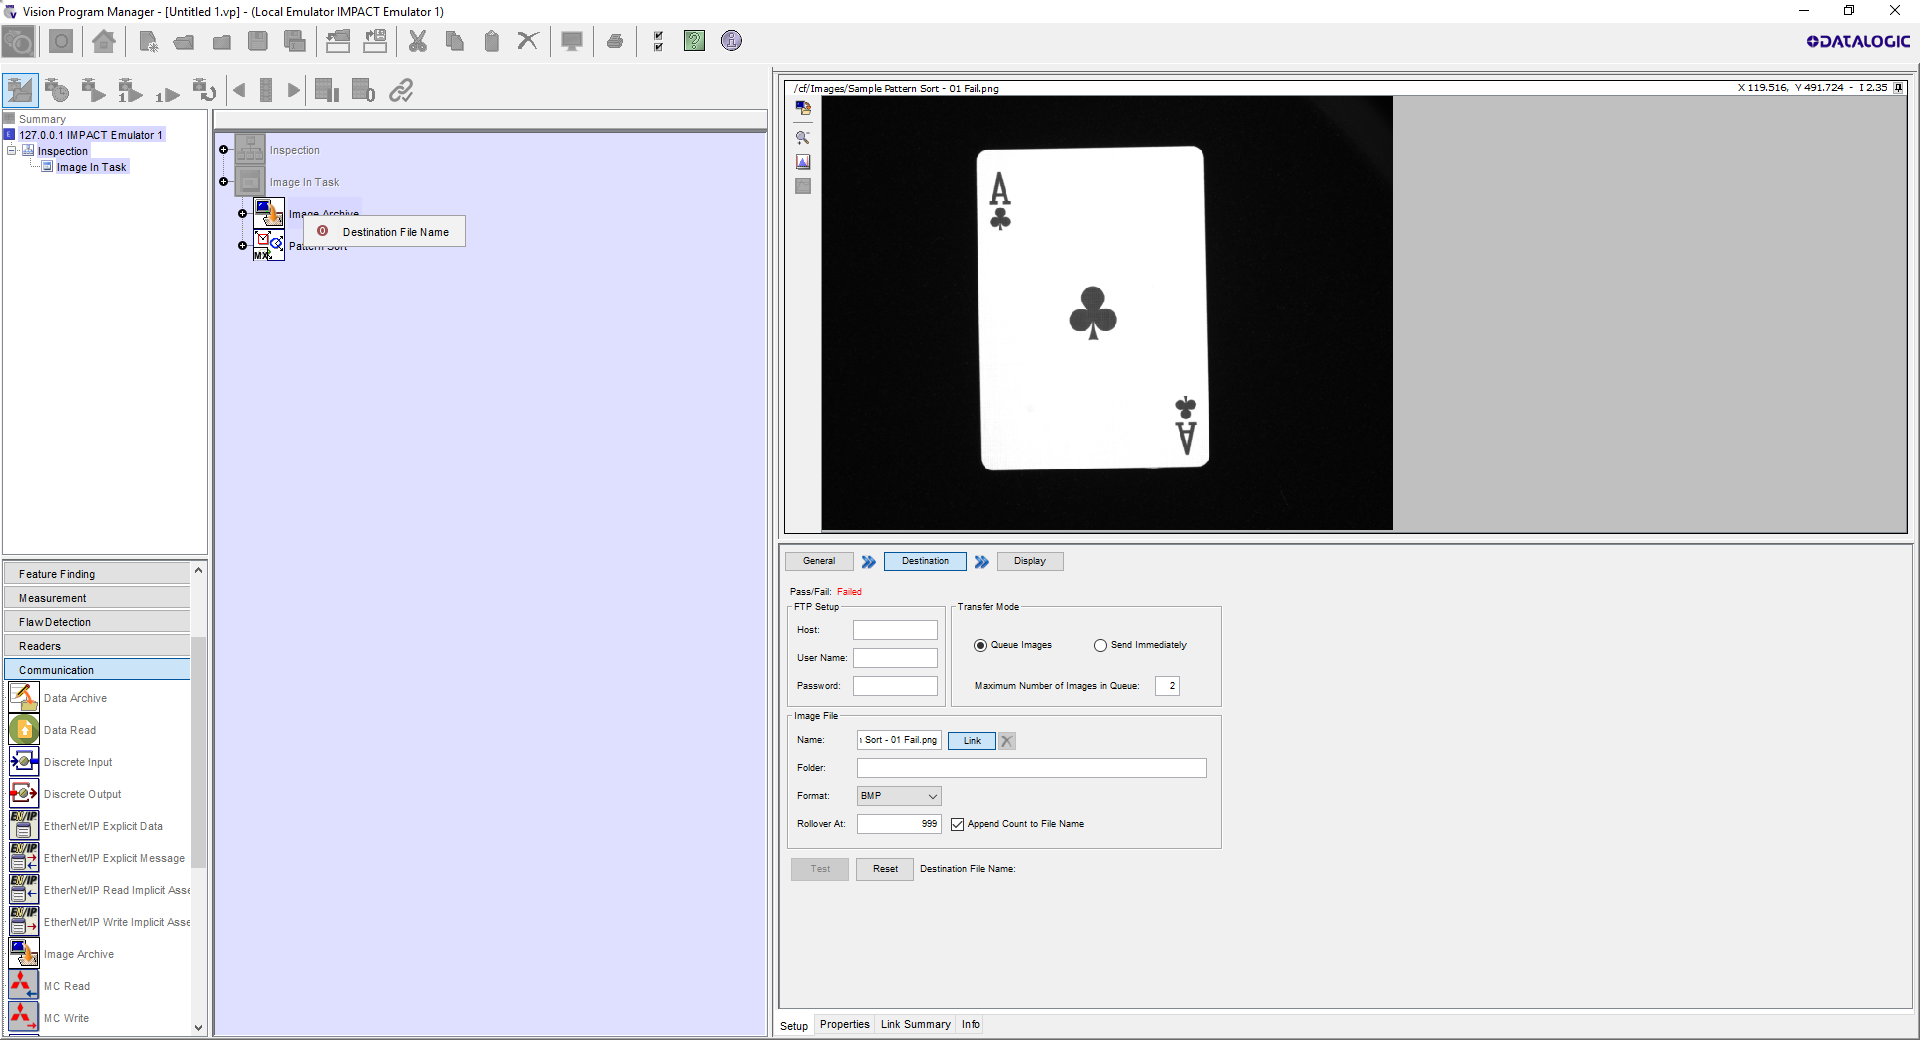 Vision Program Manager - [Untitled 1.vp] - (Local Emulator IMPACT Emulator 1)
DATALOGIC
Summary
127.0.0.1 IMPACT Emulator 1
Inspection
Image In Task
Inspection
Image In Task
Image Archive
Destination File Name
Pattern Sort
/cf/Images/Sample Pattern Sort - 01 Fail.png
X 119.516, Y 491.724 - I 2.35
A
A
Feature Finding
Measurement
Flaw Detection
Readers
Communication
Data Archive
Data Read
Discrete Input
Discrete Output
EtherNet/IP Explicit Data
EtherNet/IP Explicit Message
EtherNet/IP Read Implicit Asse
EtherNet/IP Write Implicit Asse
Image Archive
MC Read
MC Write
General
Destination
Display
Pass/Fail: Failed
FTP Setup
Host:
User Name:
Password:
Transfer Mode
Queue Images
Send Immediately
Maximum Number of Images in Queue: 2
Image File
Name: Sort - 01 Fail.png Link
Folder:
Format: BMP
Rollover At: 999 Append Count to File Name
Test Reset Destination File Name:
Setup Properties Link Summary Info